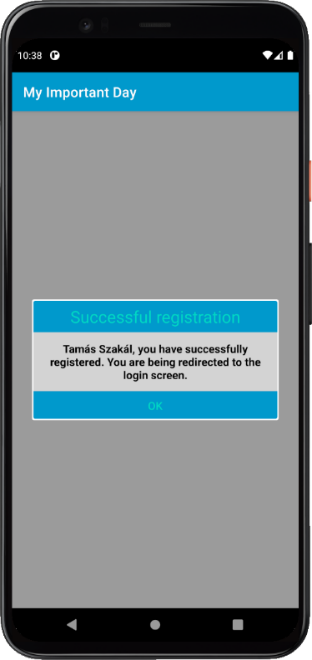 10:38
My Important Day
Successful registration
Tamás Szakál, you have successfully
registered. You are being redirected to the
login screen.
OK